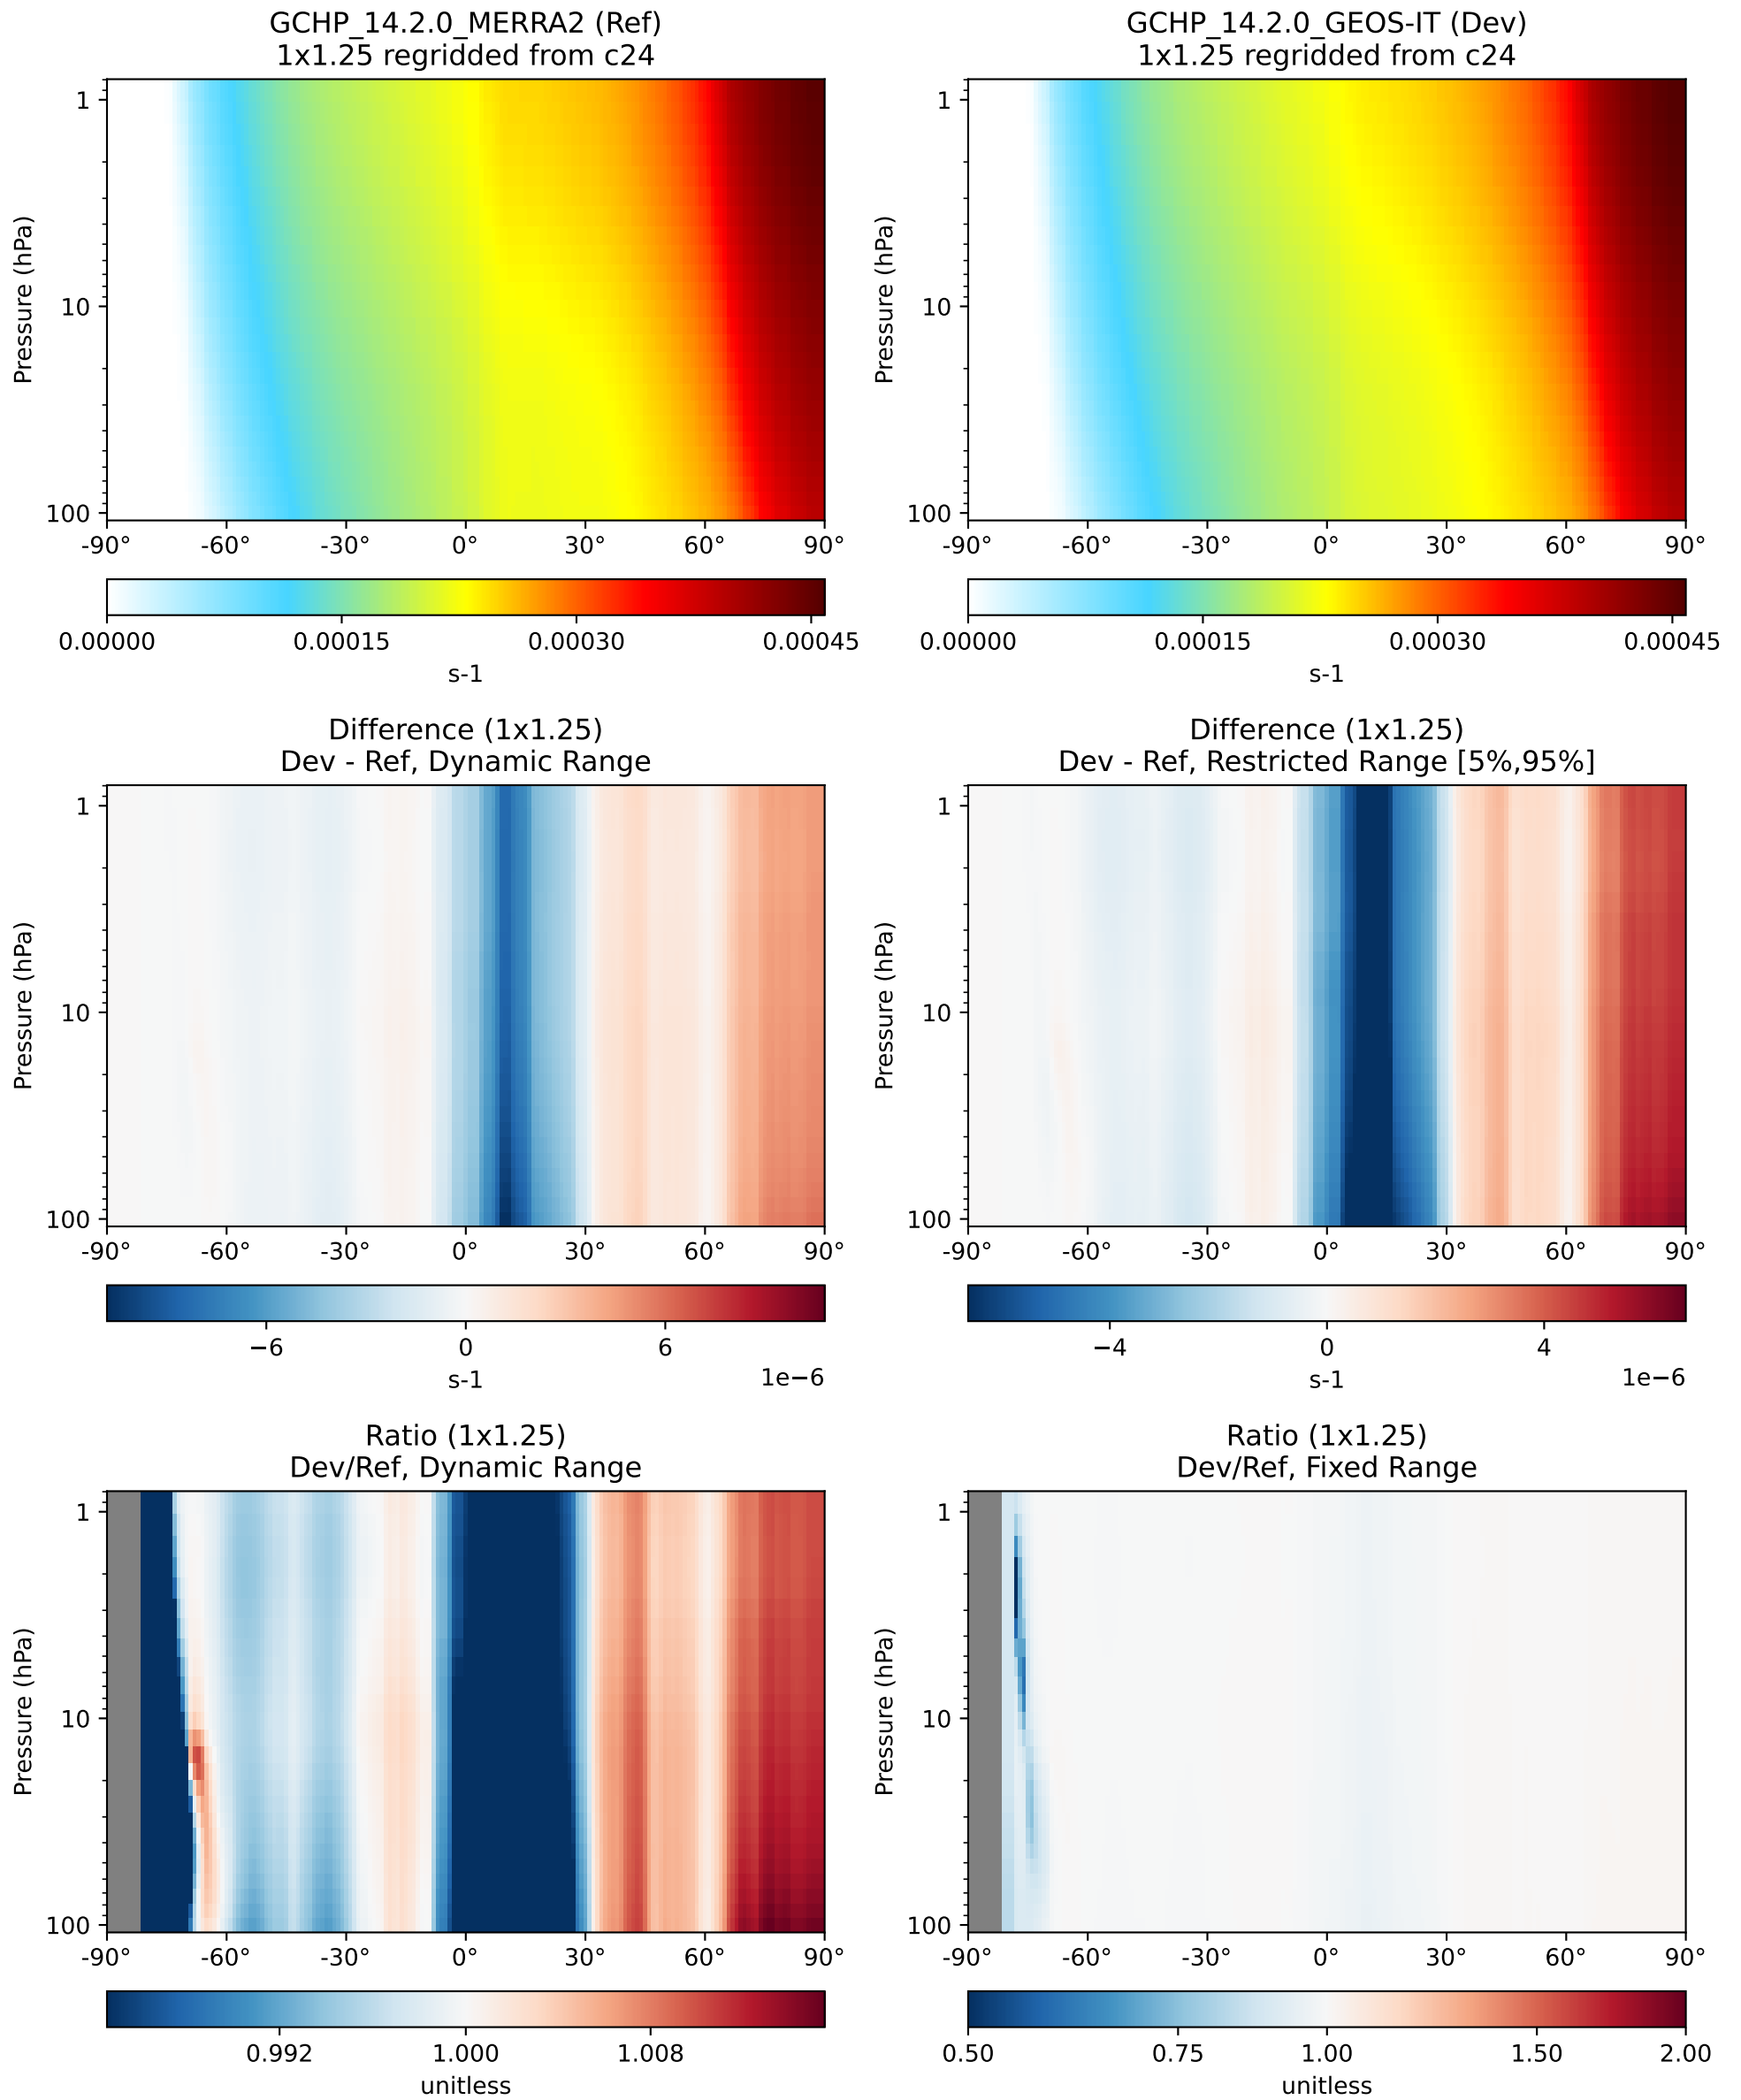 GCHP_14.2.0_MERRA2 (Ref)
1x1.25 regridded from c24
Pressure (hPa)
1
10
100
-90° -60° -30° 0° 30° 60° 90°
0.00000 0.00015 0.00030 0.00045
s-1
GCHP_14.2.0_GEOS-IT (Dev)
1x1.25 regridded from c24
Pressure (hPa)
1
10
100
-90° -60° -30° 0° 30° 60° 90°
0.00000 0.00015 0.00030 0.00045
s-1
Difference (1x1.25)
Dev - Ref, Dynamic Range
Pressure (hPa)
1
10
100
-90° -60° -30° 0° 30° 60° 90°
−6 0 6
1e−6
s-1
Difference (1x1.25)
Dev - Ref, Restricted Range [5%,95%]
Pressure (hPa)
1
10
100
-90° -60° -30° 0° 30° 60° 90°
−4 0 4
1e−6
s-1
Ratio (1x1.25)
Dev/Ref, Dynamic Range
Pressure (hPa)
1
10
100
-90° -60° -30° 0° 30° 60° 90°
0.992 1.000 1.008
unitless
Ratio (1x1.25)
Dev/Ref, Fixed Range
Pressure (hPa)
1
10
100
-90° -60° -30° 0° 30° 60° 90°
0.50 0.75 1.00 1.50 2.00
unitless